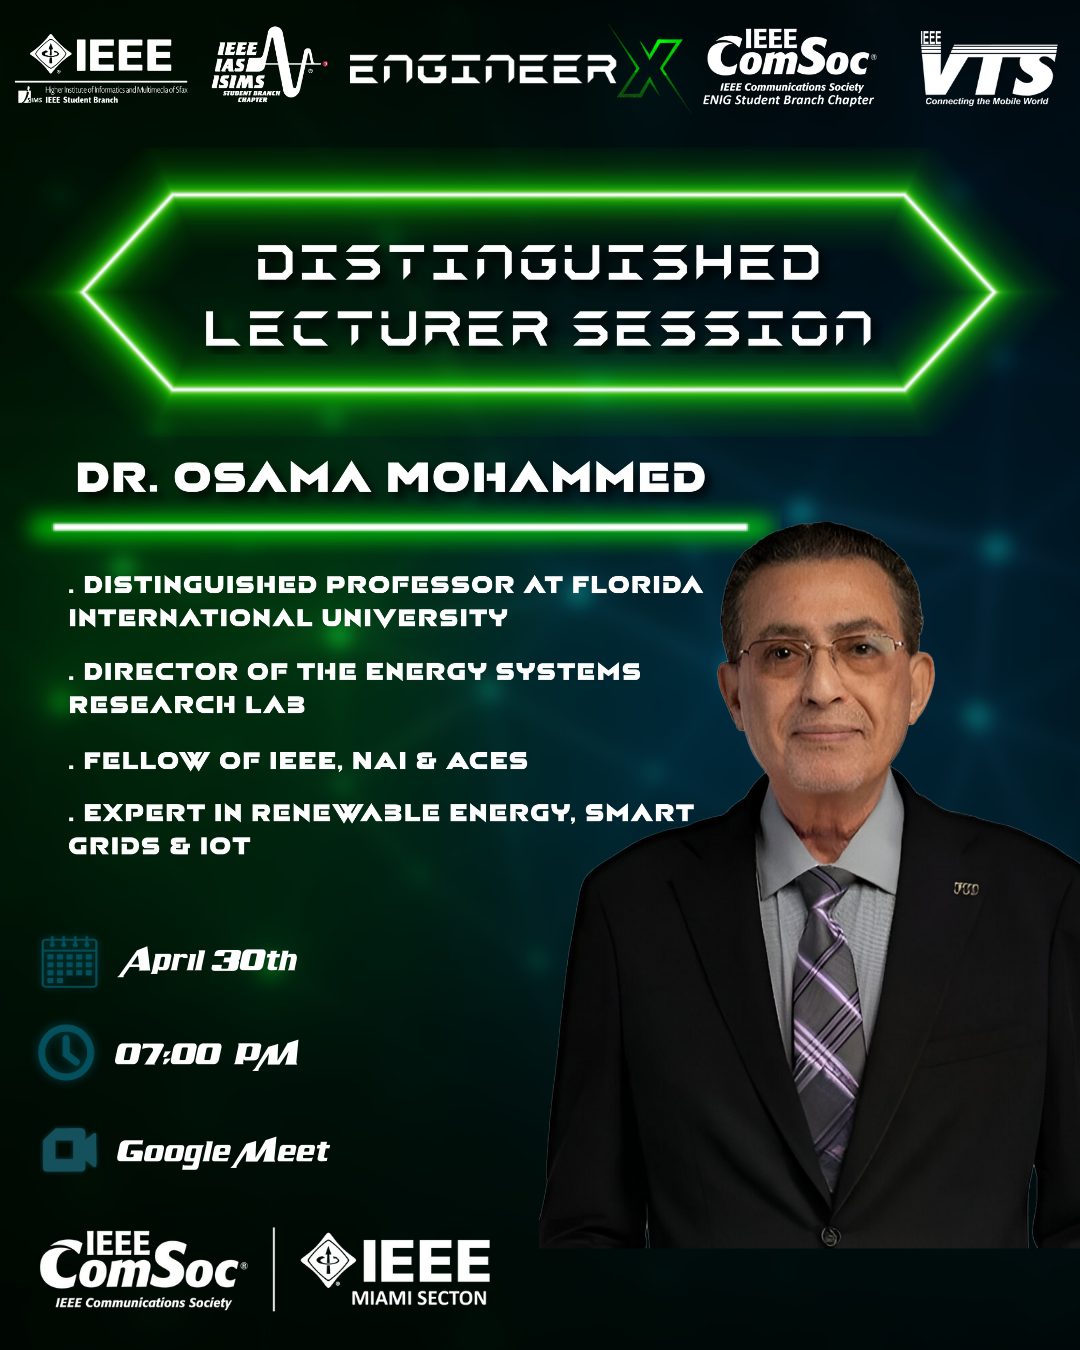 IEEE
Higher Institute of Informatics and Multimedia of Sfax
ISIMS IEEE Student Branch
IEEE
IAS
ISIMS
STUDENT BRANCH
CHAPTER
ENGINEER X
IEEE
ComSoc®
IEEE Communications Society
ENIG Student Branch Chapter
IEEE
VTS
Connecting the Mobile World
DISTINGUISHED
LECTURER SESSION
DR. OSAMA MOHAMMED
. DISTINGUISHED PROFESSOR AT FLORIDA
INTERNATIONAL UNIVERSITY
. DIRECTOR OF THE ENERGY SYSTEMS
RESEARCH LAB
. FELLOW OF IEEE, NAI & ACES
. EXPERT IN RENEWABLE ENERGY, SMART
GRIDS & IOT
April 30th
07:00 PM
Google Meet
IEEE
ComSoc®
IEEE Communications Society
IEEE
MIAMI SECTON